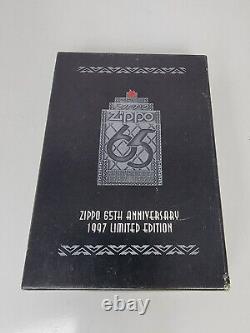 Zippo
65
ZIPPO 65TH ANNIVERSARY
1997 LIMITED EDITION